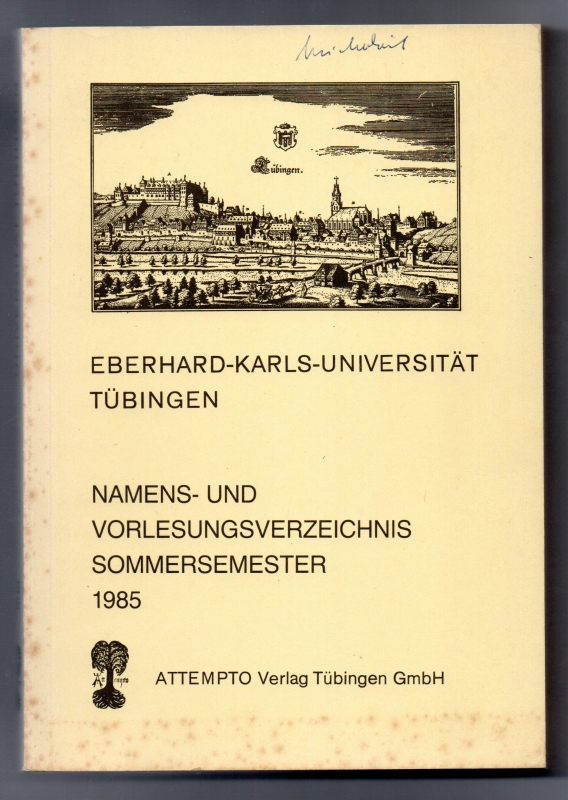 Tübingen.
EBERHARD-KARLS-UNIVERSITÄT
TÜBINGEN
NAMENS- UND
VORLESUNGSVERZEICHNIS
SOMMERSEMESTER
1985
ATTEMPTO Verlag Tübingen GmbH